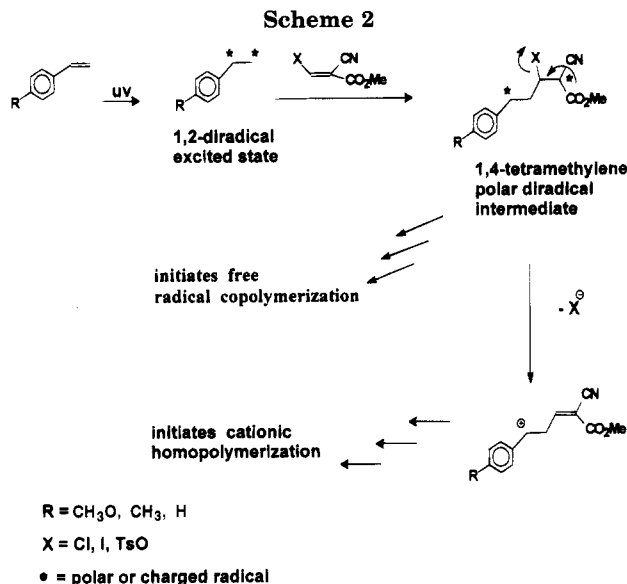 Scheme 2
R
uv
* *
R
1,2-diradical
excited state
X
CN
CO2Me
X
CN
*
*
CO2Me
R
1,4-tetramethylene
polar diradical
intermediate
initiates free
radical copolymerization
- X⊖
initiates cationic
homopolymerization
⊕
CN
CO2Me
R
R = CH3O, CH3, H
X = Cl, I, TsO
* = polar or charged radical